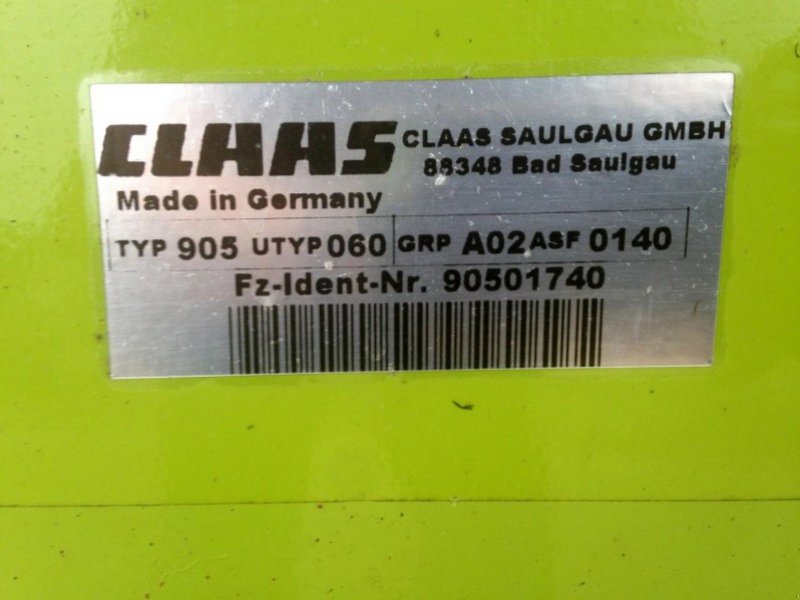 CLAAS CLAAS SAULGAU GMBH
88348 Bad Saulgau
Made in Germany
TYP 905 UTYP 060 GRP A02 ASF 0140
Fz-Ident-Nr. 90501740